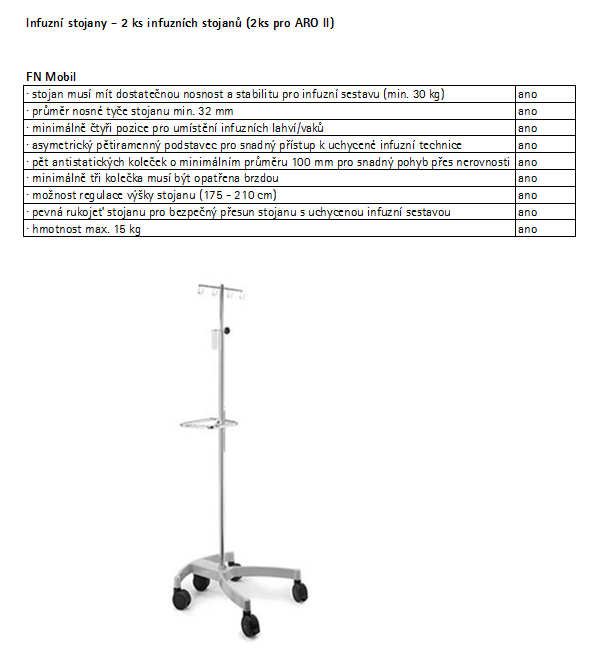 Infuzní stojany – 2 ks infuzních stojanů (2ks pro ARO II)
FN Mobil
· stojan musí mít dostatečnou nosnost a stabilitu pro infuzní sestavu (min. 30 kg) ano
· průměr nosné tyče stojanu min. 32 mm ano
· minimálně čtyři pozice pro umístění infuzních lahví/vaků ano
· asymetrický pětiramenný podstavec pro snadný přístup k uchycené infuzní technice ano
· pět antistatických koleček o minimálním průměru 100 mm pro snadný pohyb přes nerovnosti ano
· minimálně tři kolečka musí být opatřena brzdou ano
· možnost regulace výšky stojanu (175 – 210 cm) ano
· pevná rukojeť stojanu pro bezpečný přesun stojanu s uchycenou infuzní sestavou ano
· hmotnost max. 15 kg ano